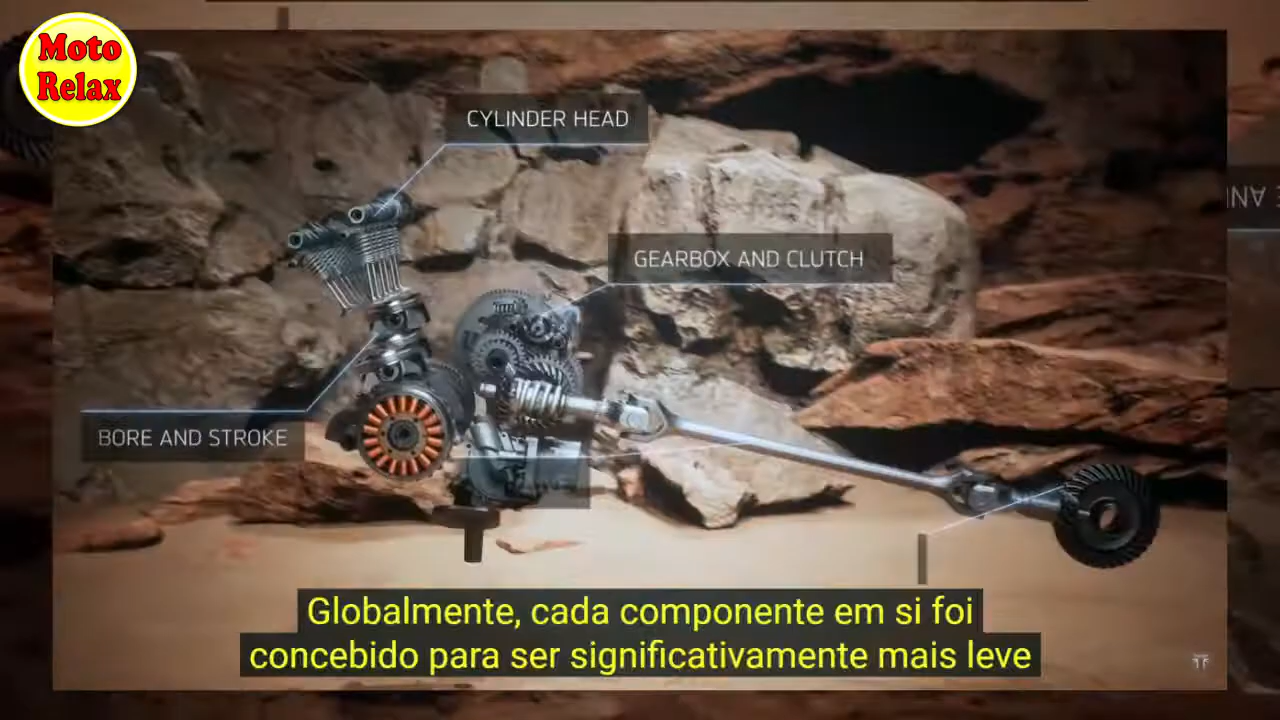 Moto
Relax
CYLINDER HEAD
GEARBOX AND CLUTCH
BORE AND STROKE
Globalmente, cada componente em si foi
concebido para ser significativamente mais leve